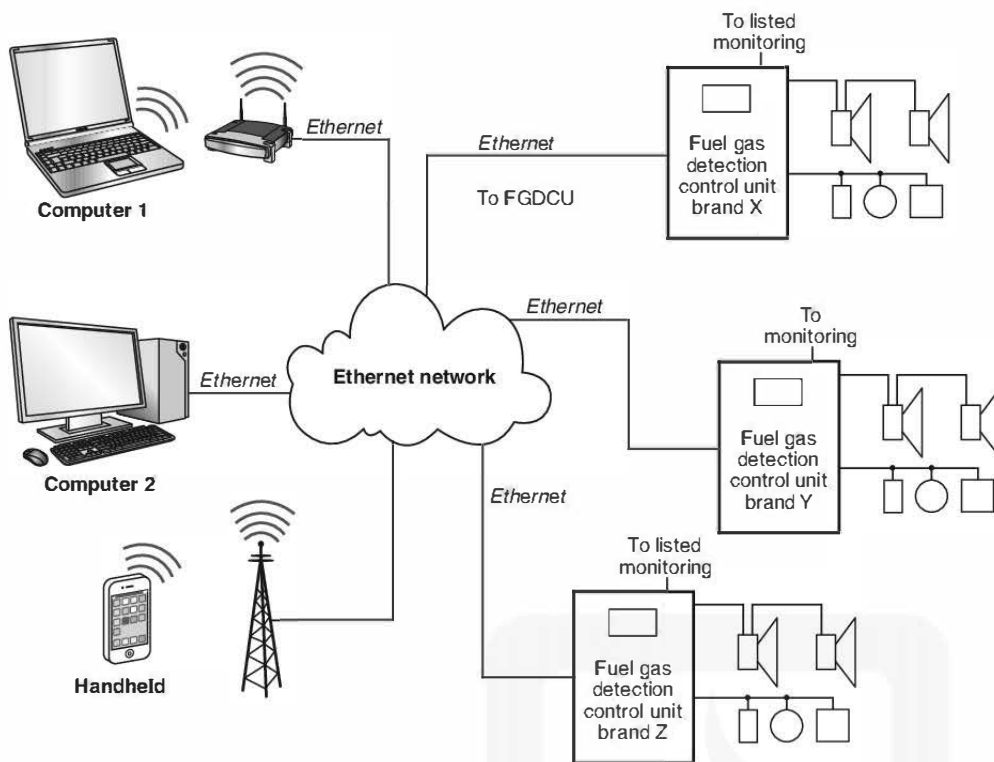 To listed
monitoring
Ethernet
Ethernet
Fuel gas
detection
control unit
brand X
Computer 1
To FGDCU
Ethernet
To
monitoring
Ethernet
Ethernet network
Fuel gas
detection
control unit
brand Y
Computer 2
Ethernet
To listed
monitoring
Handheld
Fuel gas
detection
control unit
brand Z